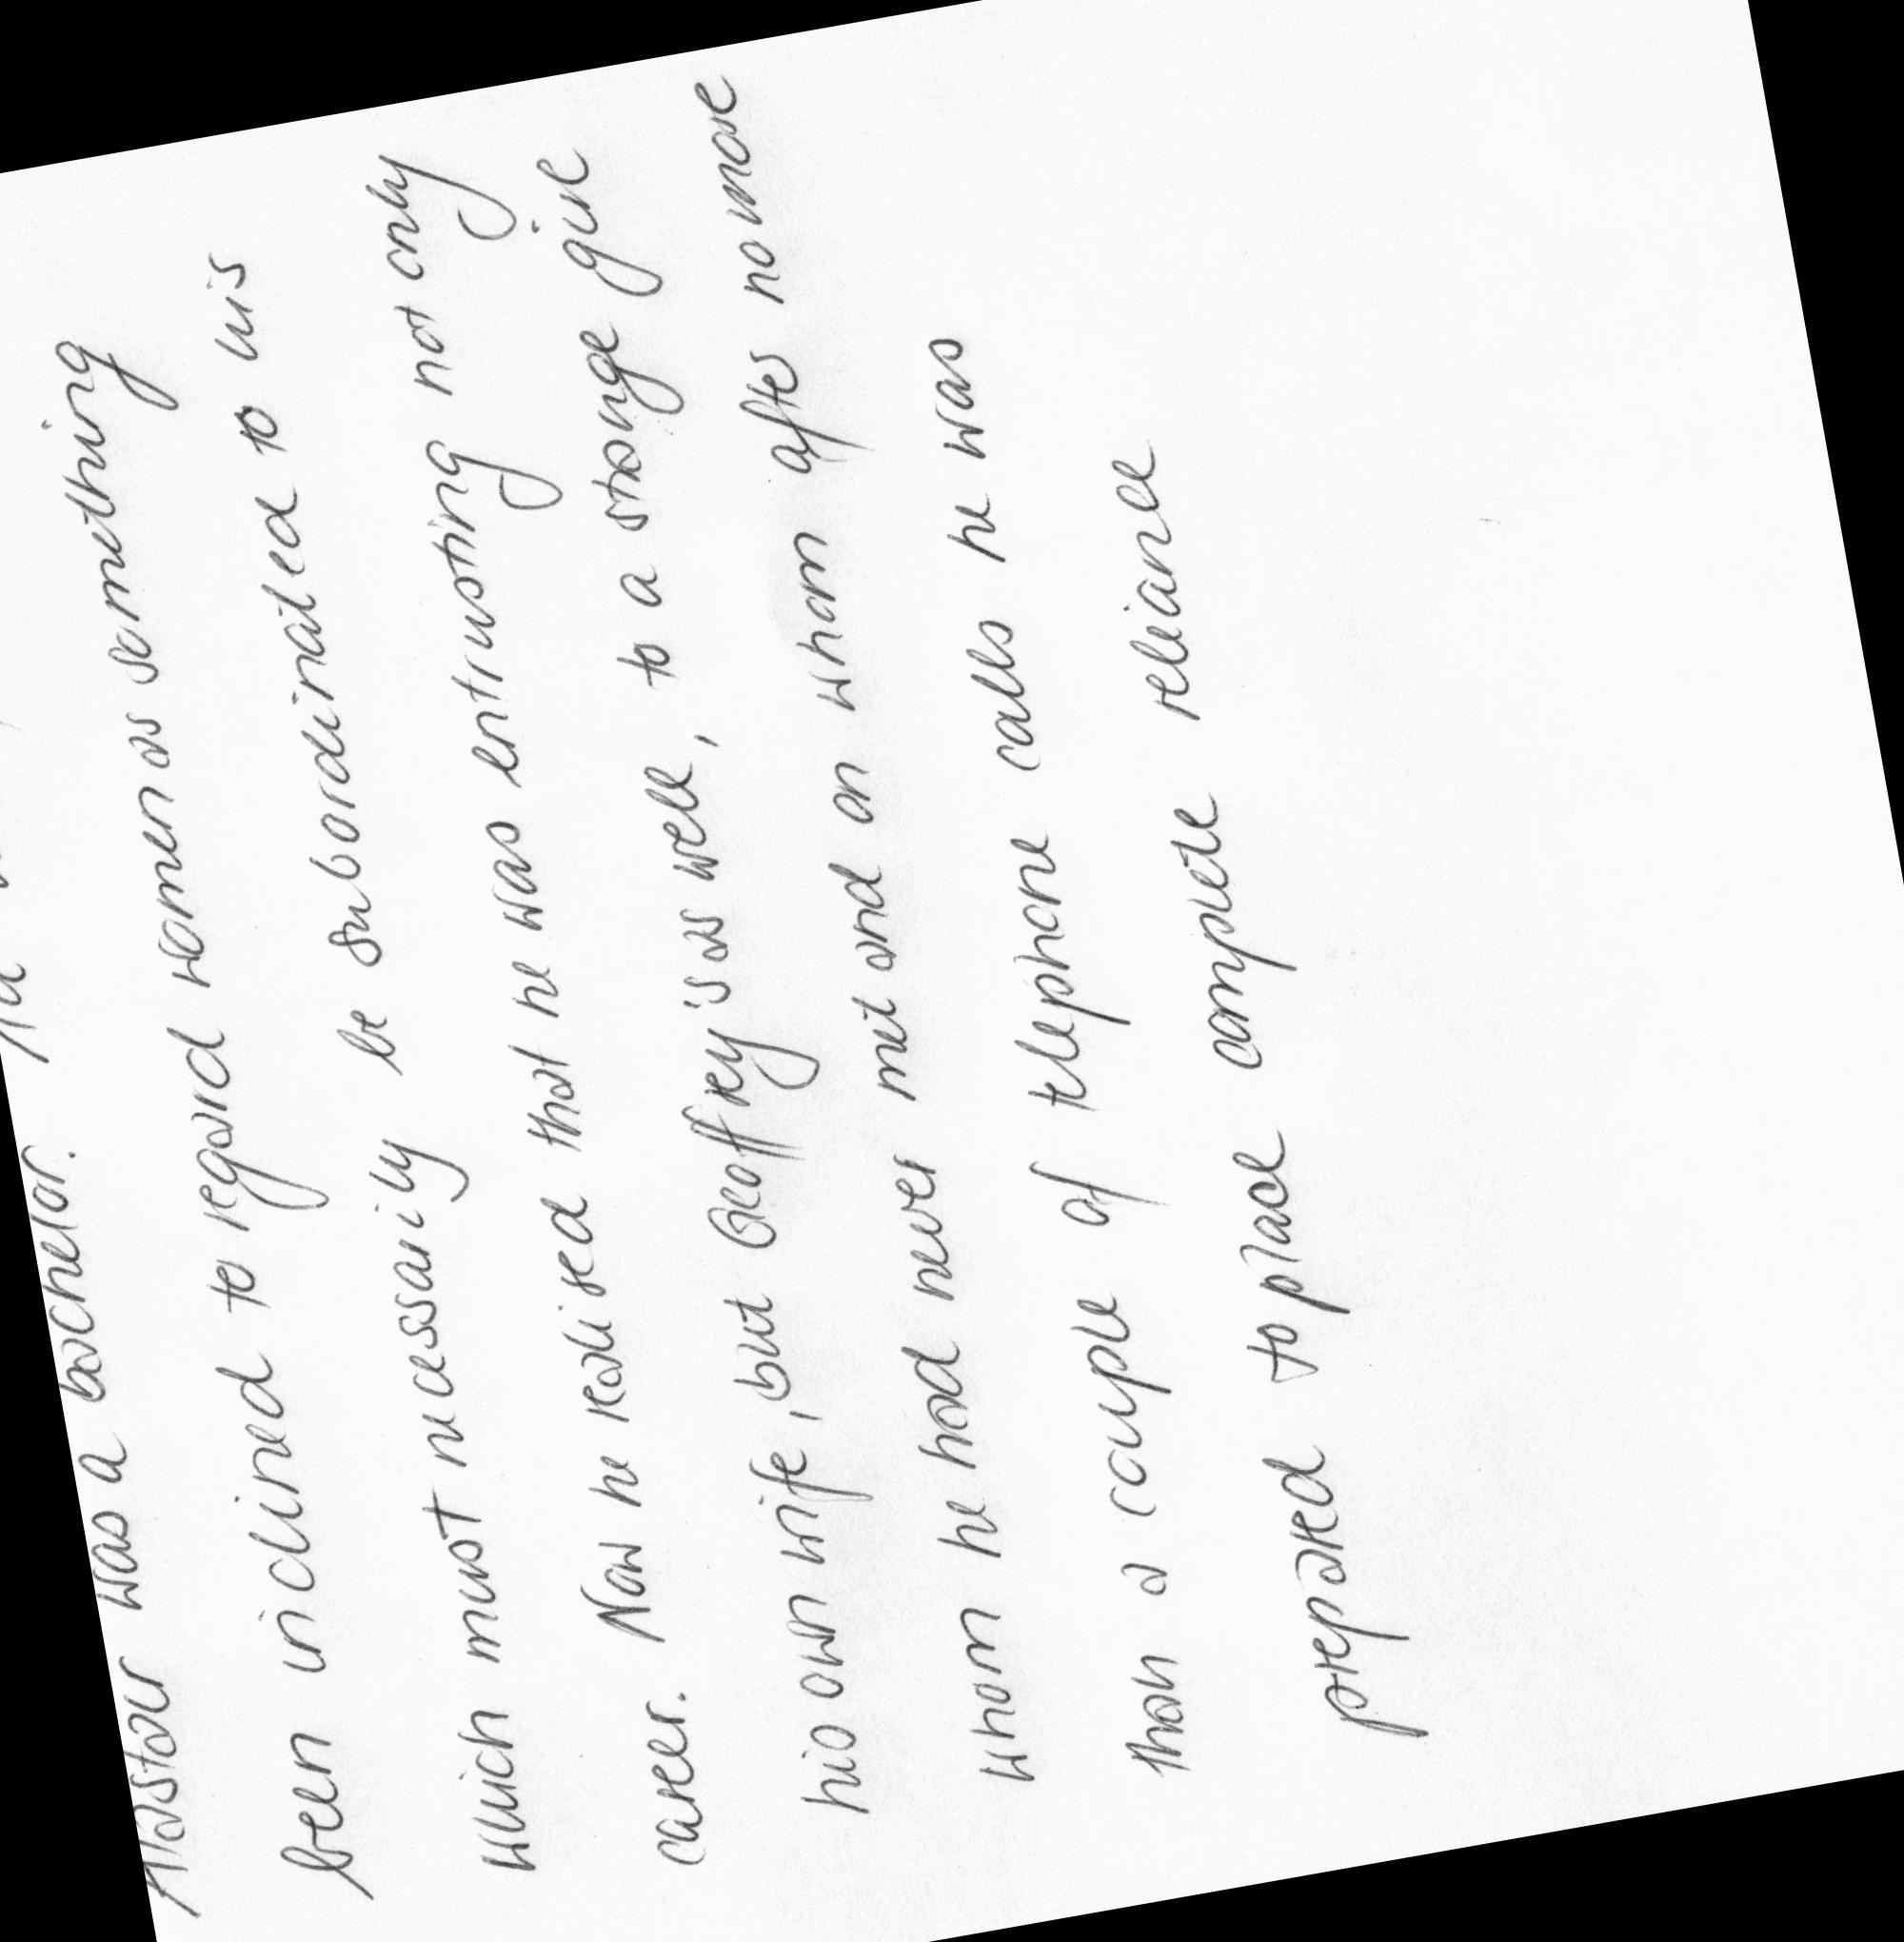 Alastair was a bachelor.
been inclined to regard women as something
which must necessarily be subordinated to his
career. Now he realised that he was entrusting not only
his own wife, but Geoffrey's as well, to a strange girl
whom he had never met and on whom after no more
than a couple of telephone calls he was
prepared to place complete reliance